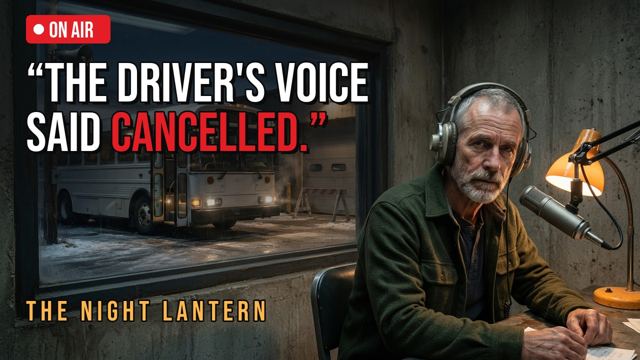 ON AIR
“THE DRIVER'S VOICE
SAID CANCELLED.”
THE NIGHT LANTERN